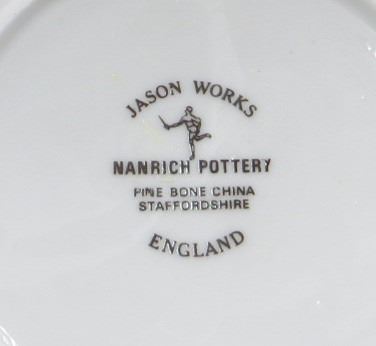 JASON WORKS
NANRICH POTTERY
FINE BONE CHINA
STAFFORDSHIRE
ENGLAND